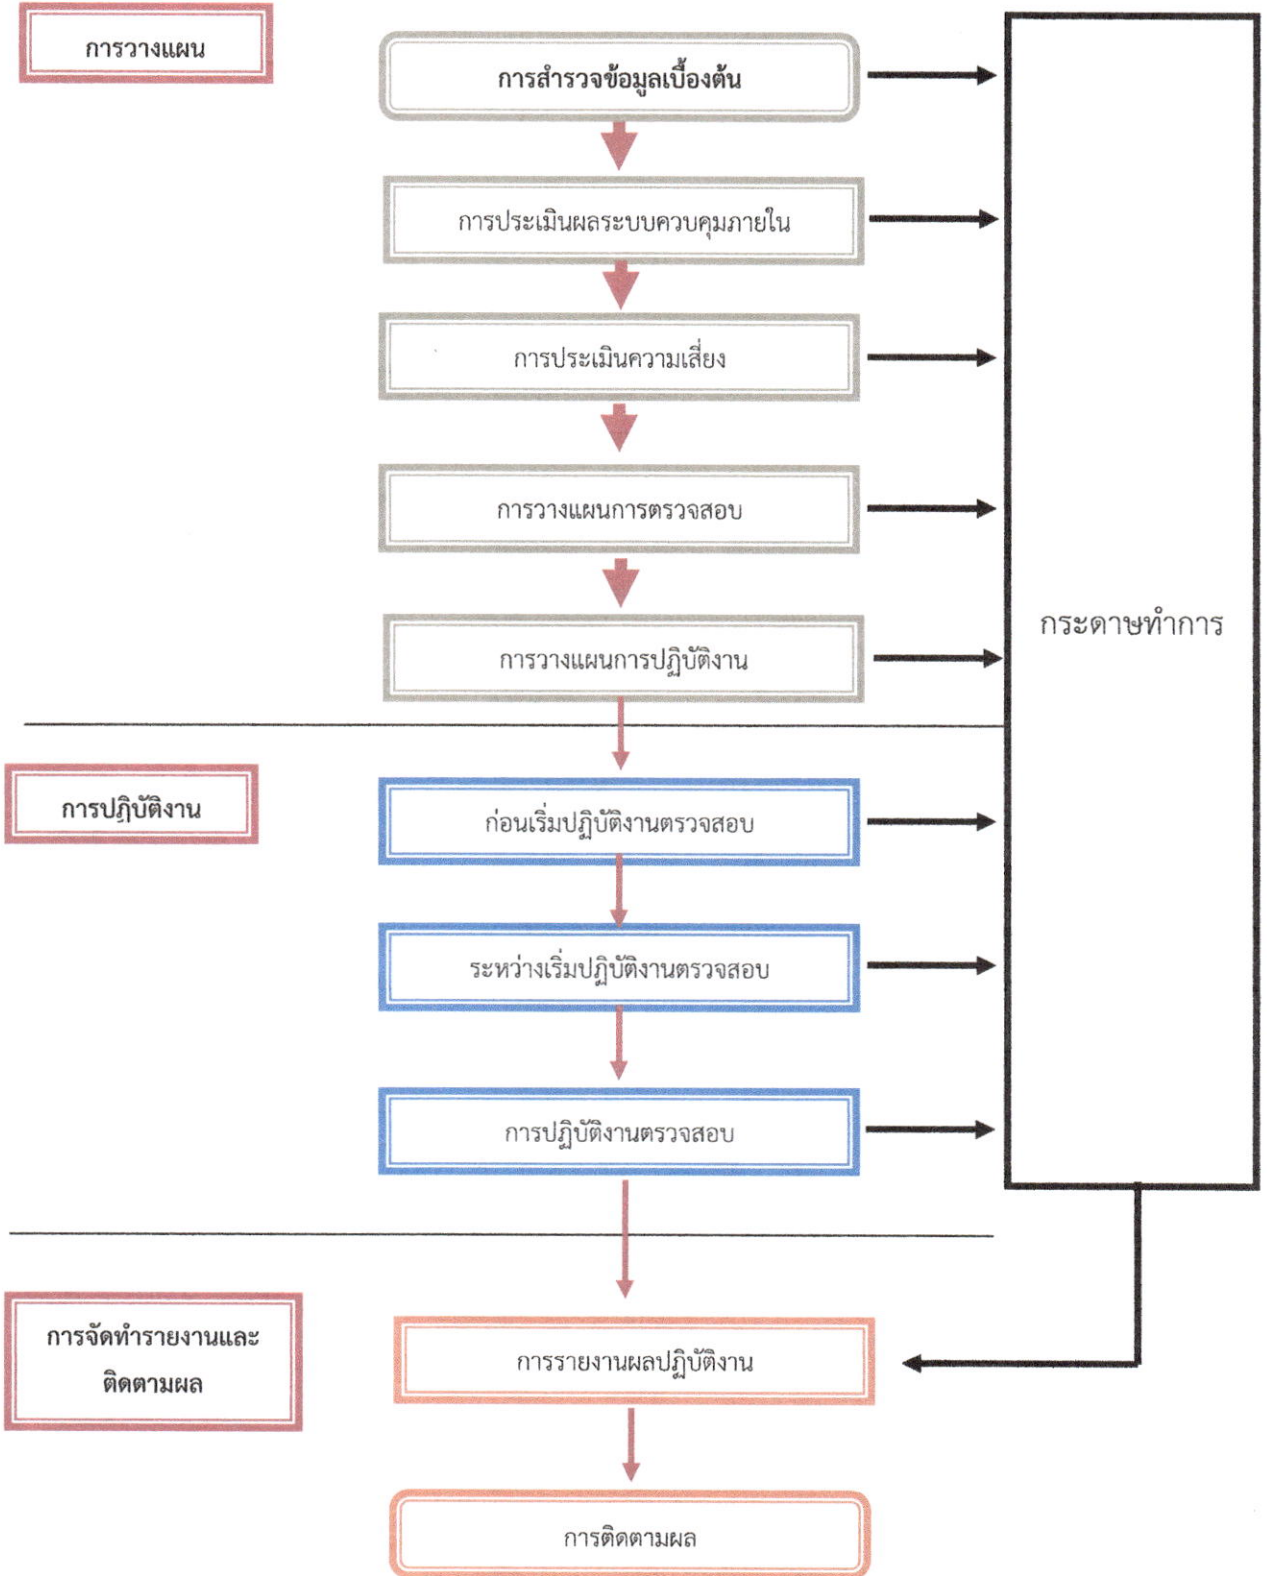 การวางแผน
การสำรวจข้อมูลเบื้องต้น
การประเมินผลระบบควบคุมภายใน
การประเมินความเสี่ยง
การวางแผนการตรวจสอบ
การวางแผนการปฏิบัติงาน
กระดาษทำการ
การปฏิบัติงาน
ก่อนเริ่มปฏิบัติงานตรวจสอบ
ระหว่างเริ่มปฏิบัติงานตรวจสอบ
การปฏิบัติงานตรวจสอบ
การจัดทำรายงานและ
ติดตามผล
การรายงานผลปฏิบัติงาน
การติดตามผล